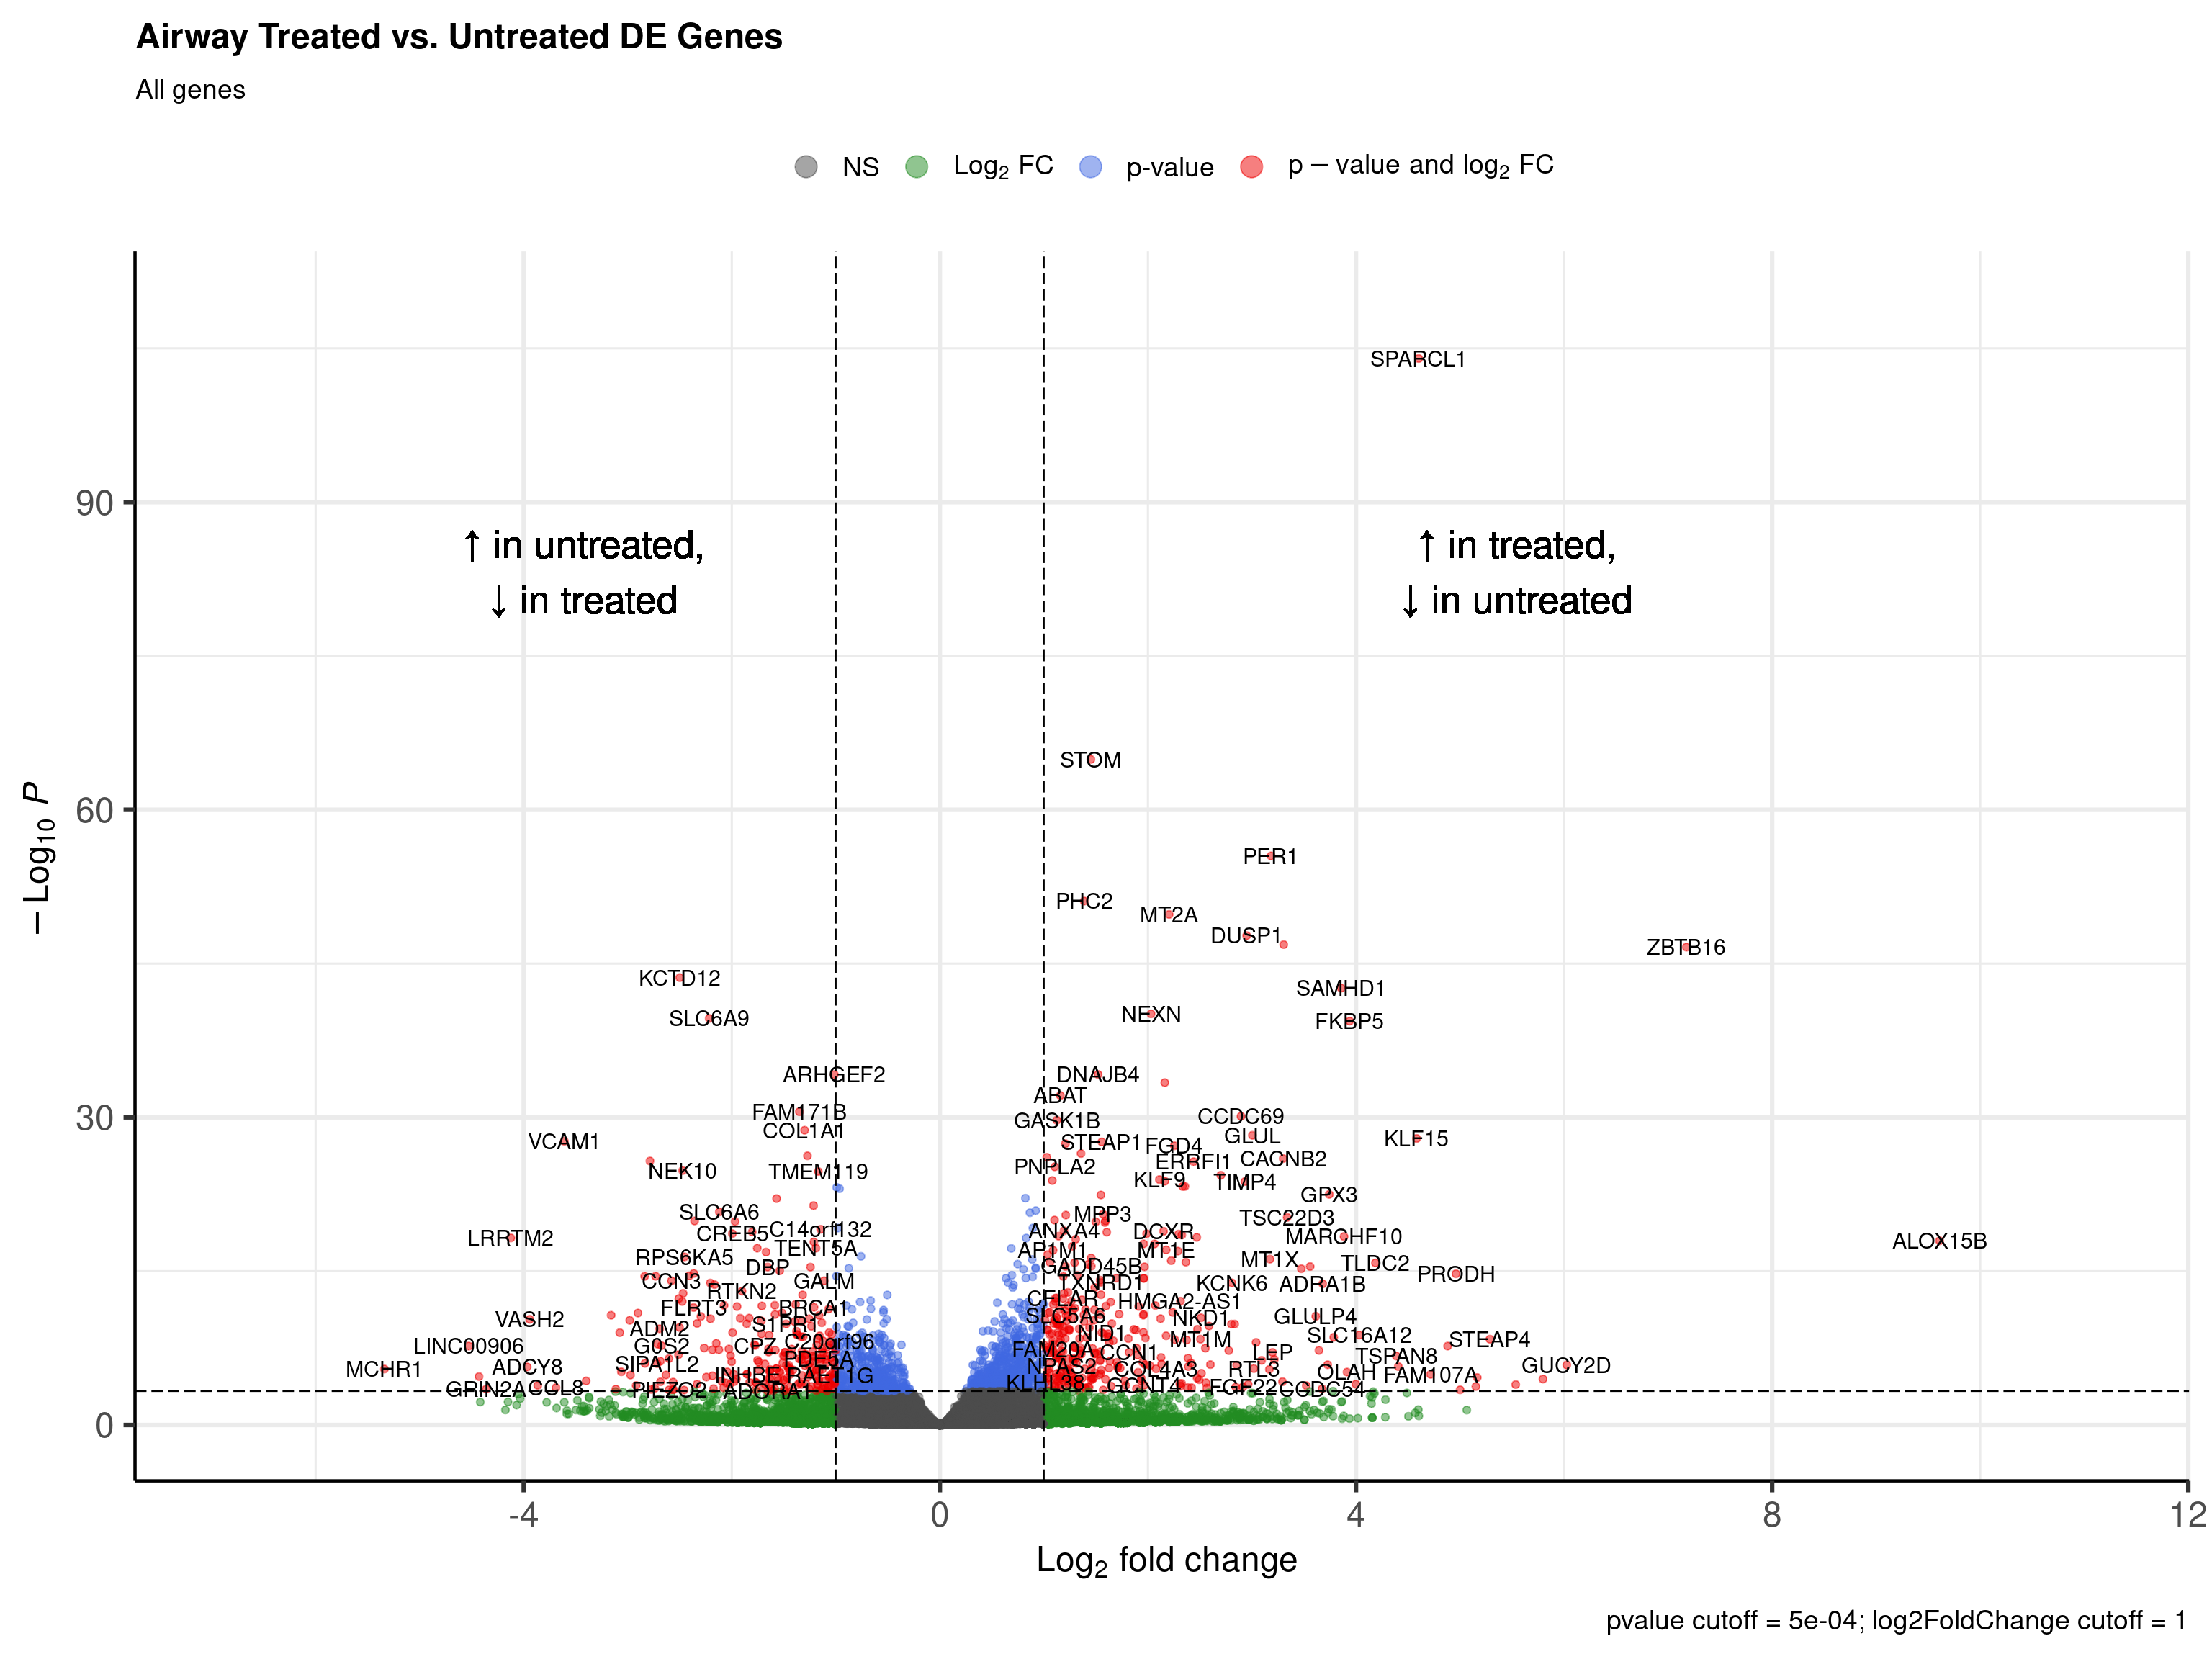 Airway Treated vs. Untreated DE Genes
All genes
NS Log2 FC p-value p − value and log2 FC
SPARCL1
90
↑ in untreated,
↓ in treated
↑ in treated,
↓ in untreated
STOM
60
PER1
PHC2
MT2A
DUSP1
ZBTB16
KCTD12
SAMHD1
NEXN
SLC6A9
FKBP5
ARHGEF2
DNAJB4
ABAT
30
FAM171B
CCDC69
GASK1B
COL1A1
GLUL
KLF15
VCAM1
STEAP1
FGD4
ERRFI1
CACNB2
PNPLA2
NEK10
TMEM119
KLF9
TIMP4
GPX3
SLC6A6
MPP3
TSC22D3
C14orf132
ANXA4
DCXR
CREB5
MARCHF10
LRRTM2
ALOX15B
TENT5A
AP1M1
MT1E
RPS6KA5
MT1X
TLDC2
DBP
GADD45B
PRODH
CCN3
GALM
TXNRD1
KCNK6
ADRA1B
RTKN2
CFLAR
HMGA2-AS1
FLRT3
BRCA1
SLC5A6
NKD1
GLULP4
VASH2
S1PR1
ADM2
NID1
SLC16A12
STEAP4
C20orf96
MT1M
LINC00906
G0S2
CPZ
FAM20A
CCN1
LEP
TSPAN8
PDE5A
SIPA1L2
ADCY8
NPAS2
COL4A3
RTL3
GUCY2D
MCHR1
OLAH
FAM107A
INHBE
RAET1G
KLHL38
GCNT4
FGF22
CCDC54
GRIN2A
CCL8
PIEZO2
ADORA1
0
-4 0 4 8 12
− Log10 P
Log2 fold change
pvalue cutoff = 5e-04; log2FoldChange cutoff = 1